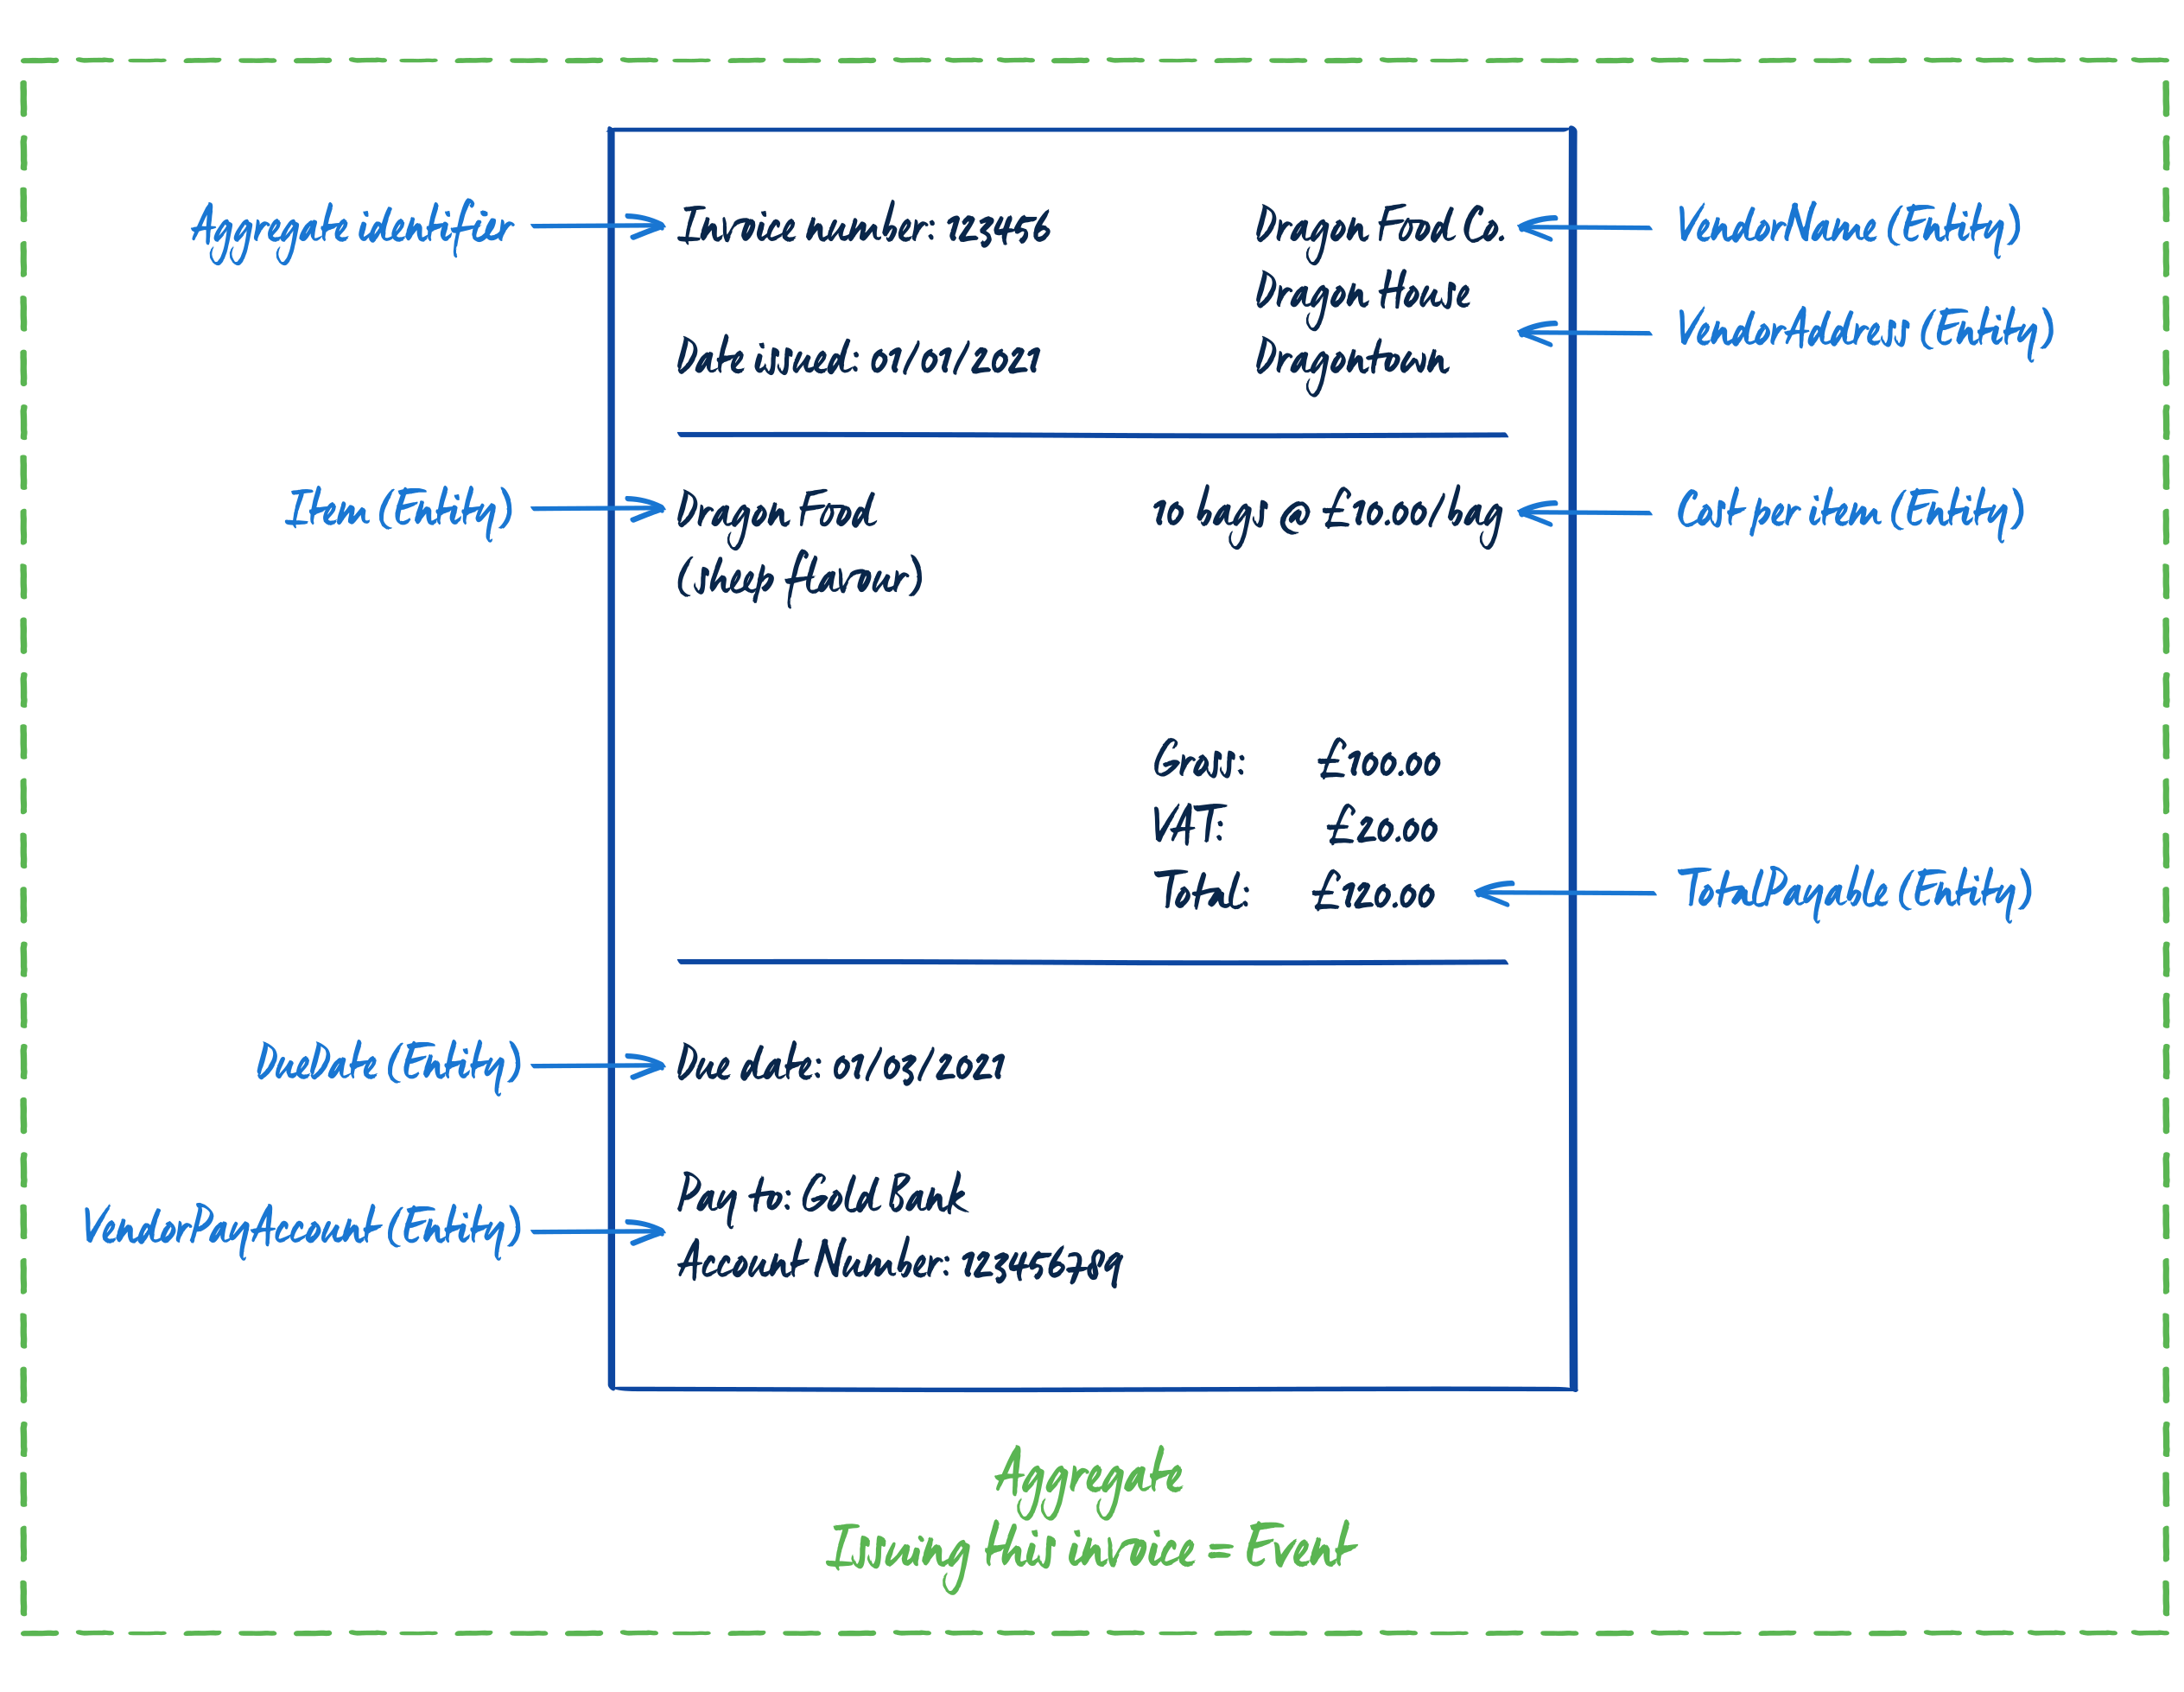 Aggregate identifier
Invoice number: 123456
Dragon Food Co.
VendorName (Entity)
Dragon House
VendorAddress (Entity)
Date issued: 01/01/2021
Dragontown
Item (Entity)
Dragon Food
10 bags @ £10.00/bag
Cost per item (Entity)
(sheep flavour)
Gross: £100.00
VAT: £20.00
Total: £120.00
TotalPayable (Entity)
DueDate (Entity)
Due date: 01/03/2021
Pay to: Gold Bank
VendorPayAccount (Entity)
Account Number: 123456789
Aggregate
Issuing this invoice = Event